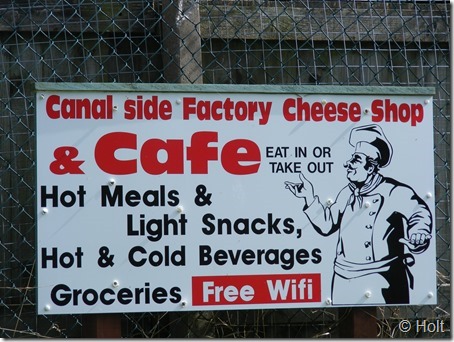 Canal side Factory Cheese Shop
& Cafe EAT IN OR
TAKE OUT
Hot Meals &
Light Snacks,
Hot & Cold Beverages
Groceries Free Wifi
© Holt